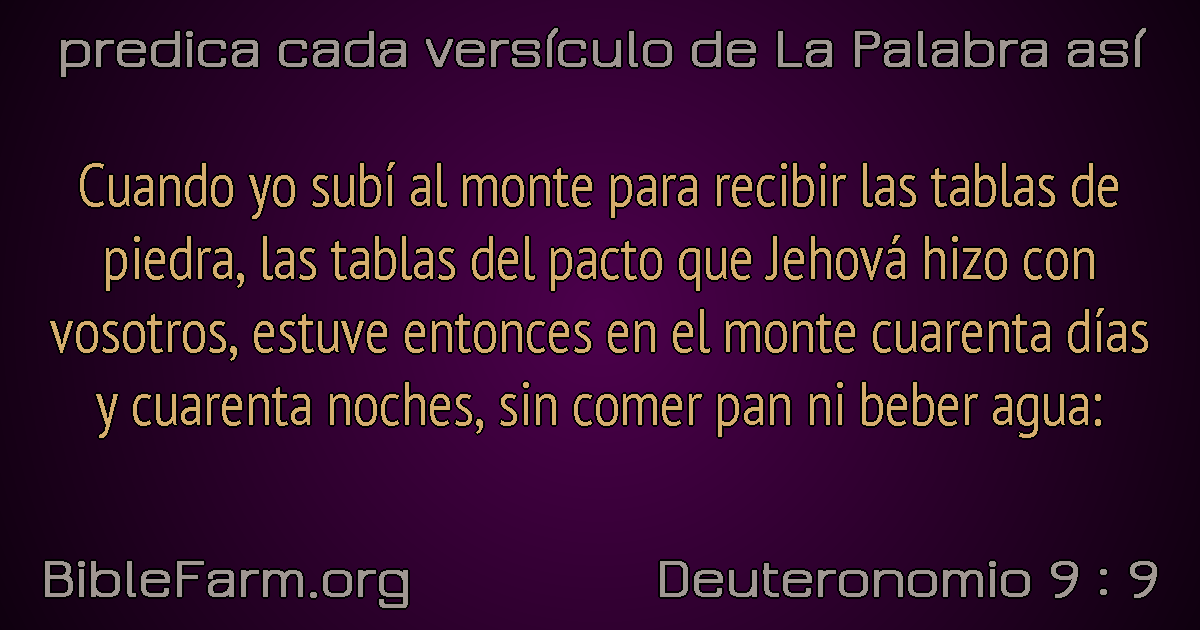 predica cada versículo de La Palabra así
Cuando yo subí al monte para recibir las tablas de
piedra, las tablas del pacto que Jehová hizo con
vosotros, estuve entonces en el monte cuarenta días
y cuarenta noches, sin comer pan ni beber agua:
BibleFarm.org
Deuteronomio 9 : 9